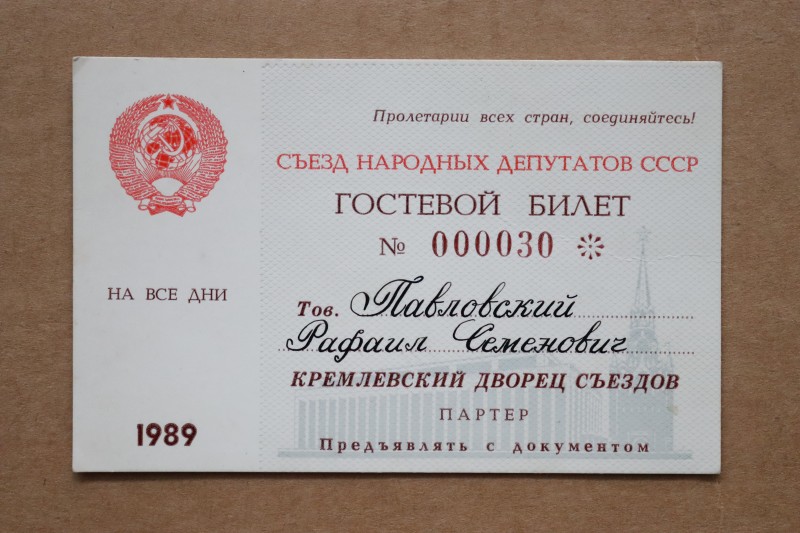 Пролетарии всех стран, соединяйтесь!
СЪЕЗД НАРОДНЫХ ДЕПУТАТОВ СССР
ГОСТЕВОЙ БИЛЕТ
№ 000030 ※
НА ВСЕ ДНИ
Тов. Павловский
Рафаил Семенович
КРЕМЛЕВСКИЙ ДВОРЕЦ СЪЕЗДОВ
ПАРТЕР
Предъявлять с документом
1989